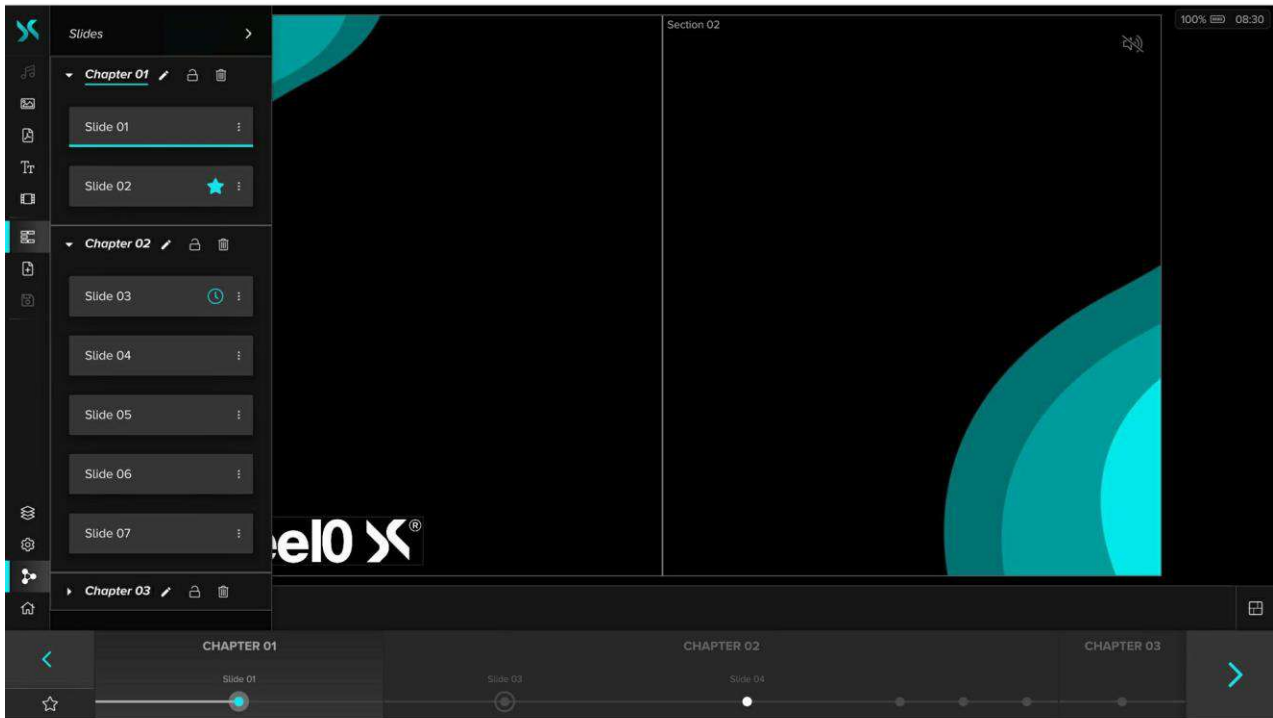 Slides
Chapter 01
Slide 01
Slide 02
Chapter 02
Slide 03
Slide 04
Slide 05
Slide 06
Slide 07
Chapter 03
Section 02
100% 08:30
eel0 ®
CHAPTER 01
Slide 01
CHAPTER 02
Slide 03
Slide 04
CHAPTER 03